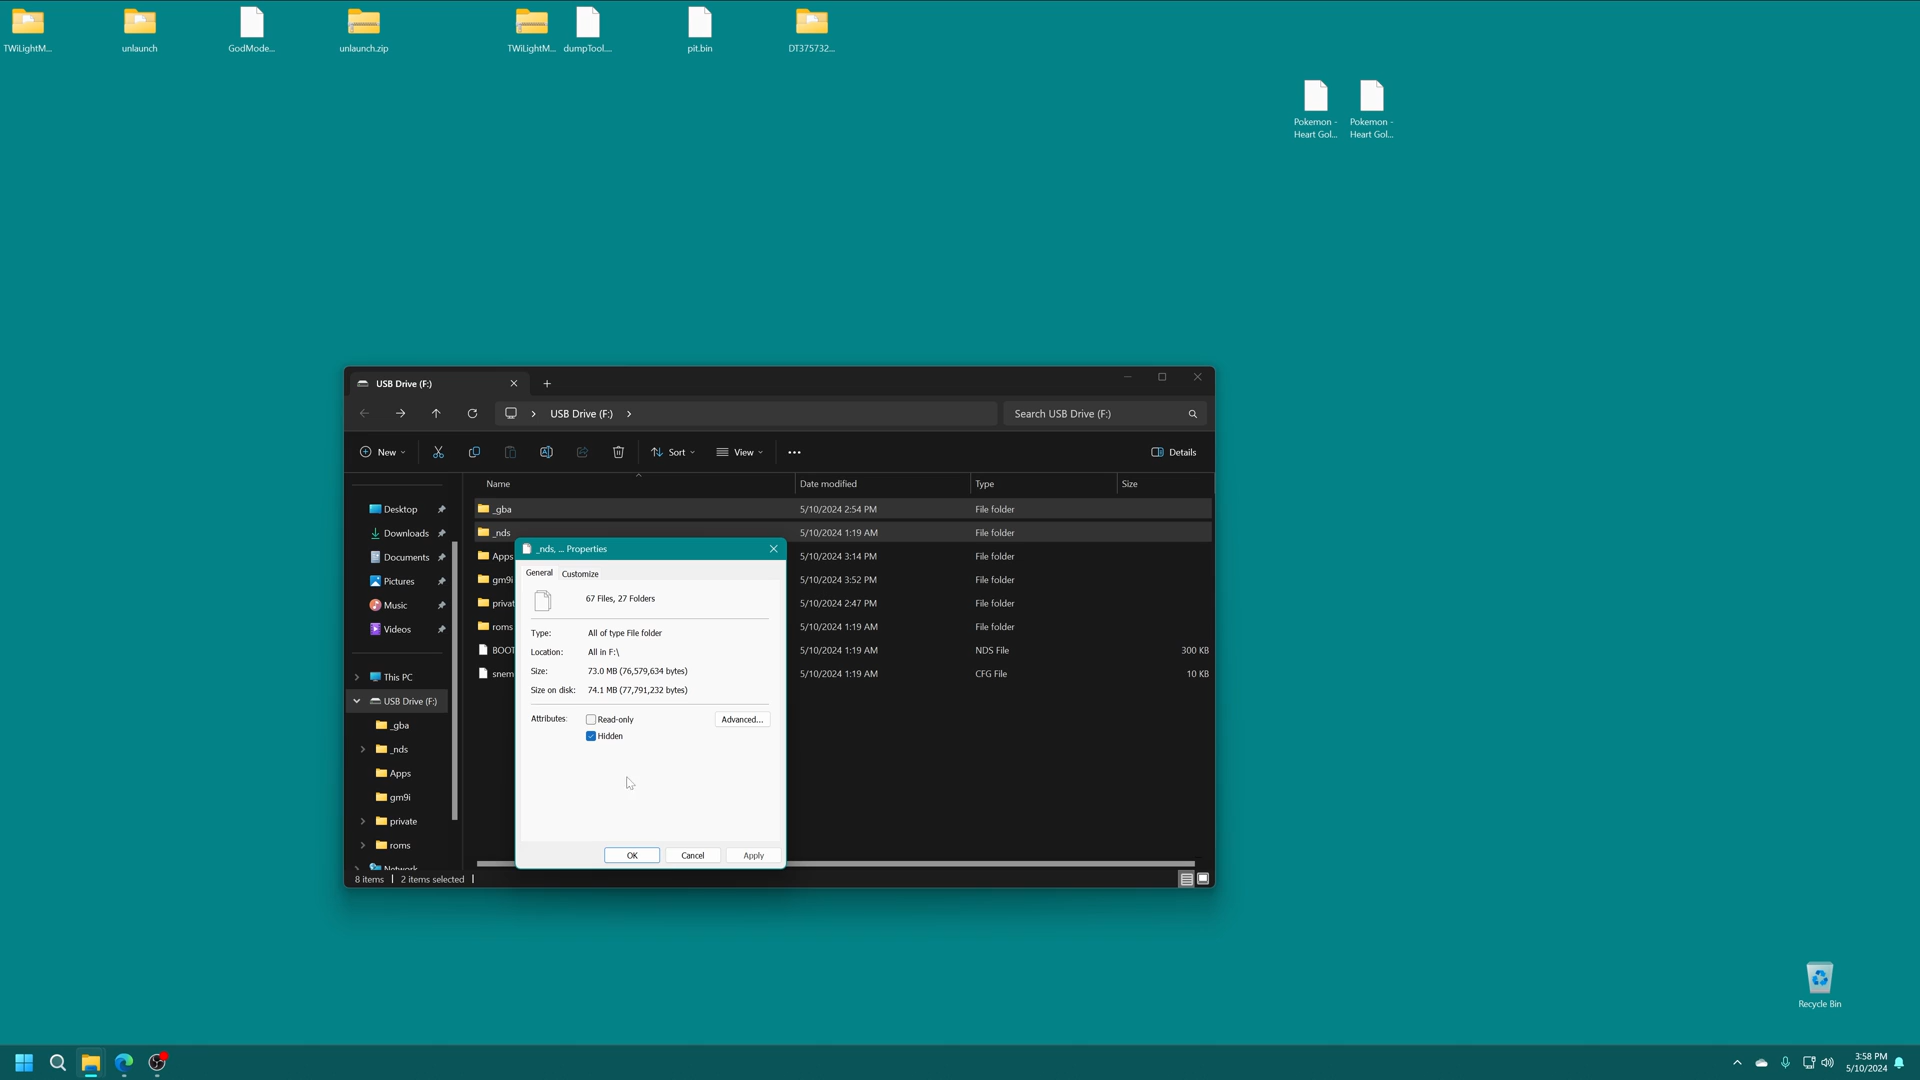 TWiLightM...
unlaunch
GodMode...
unlaunch.zip
TWiLightM...
dumpTool....
pit.bin
DT375732...
Pokemon -
Heart Gol...
Pokemon -
Heart Gol...
USB Drive (F:)
USB Drive (F:)
Search USB Drive (F:)
New
Sort
View
Details
Name
Date modified
Type
Size
Desktop
Downloads
Documents
Pictures
Music
Videos
This PC
USB Drive (F:)
_gba
_nds
Apps
gm9i
private
roms
Network
_gba 5/10/2024 2:54 PM File folder
_nds 5/10/2024 1:19 AM File folder
Apps 5/10/2024 3:14 PM File folder
gm9i 5/10/2024 3:52 PM File folder
privat 5/10/2024 2:47 PM File folder
roms 5/10/2024 1:19 AM File folder
BOOT 5/10/2024 1:19 AM NDS File 300 KB
snem 5/10/2024 1:19 AM CFG File 10 KB
_nds, ... Properties
General
Customize
67 Files, 27 Folders
Type: All of type File folder
Location: All in F:\
Size: 73.0 MB (76,579,634 bytes)
Size on disk: 74.1 MB (77,791,232 bytes)
Attributes: Read-only
Advanced...
Hidden
OK
Cancel
Apply
8 items
2 items selected
Recycle Bin
3:58 PM
5/10/2024